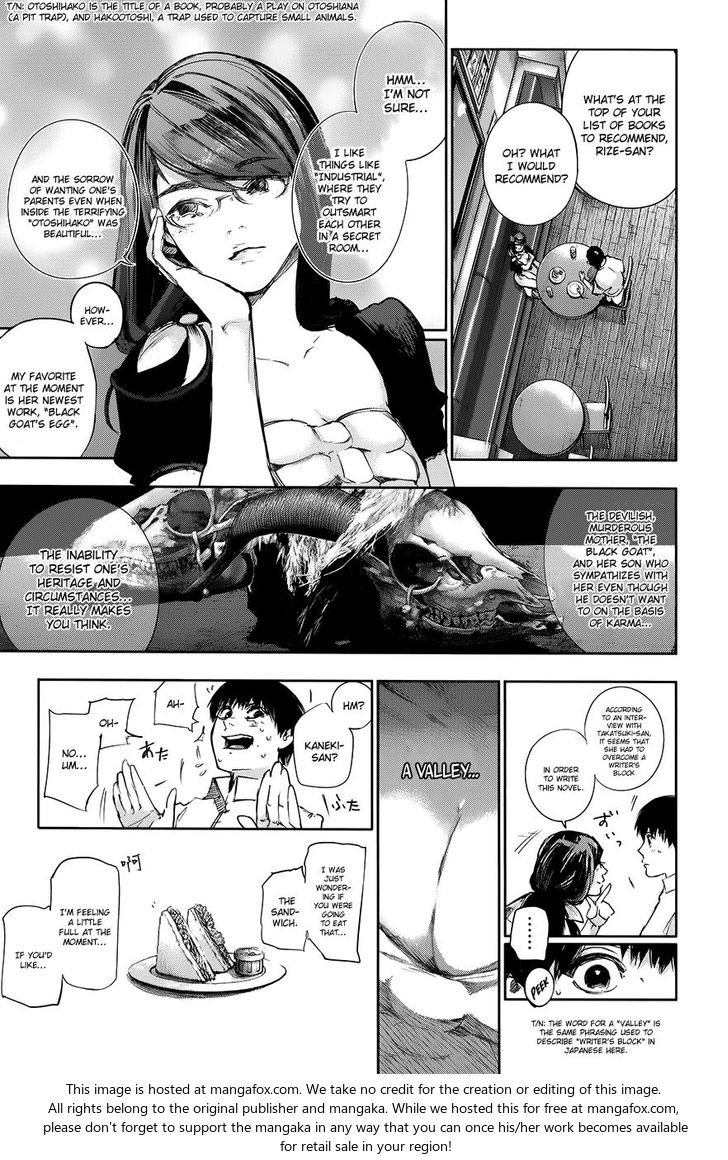 T/N: OTOSHIHAKO IS THE TITLE OF A BOOK, PROBABLY A PLAY ON OTOSHIANA
(A PIT TRAP), AND HAKOOTOSHI, A TRAP USED TO CAPTURE SMALL ANIMALS.
WHAT'S AT THE
TOP OF YOUR
LIST OF BOOKS
TO RECOMMEND,
RIZE-SAN?
OH? WHAT
I WOULD
RECOMMEND?
HMM...
I'M NOT
SURE...
I LIKE
THINGS LIKE
"INDUSTRIAL",
WHERE THEY
TRY TO
OUTSMART
EACH OTHER
IN A SECRET
ROOM...
AND THE SORROW
OF WANTING ONE'S
PARENTS EVEN WHEN
INSIDE THE TERRIFYING
"OTOSHIHAKO" WAS
BEAUTIFUL...
HOW-
EVER...
MY FAVORITE
AT THE MOMENT
IS HER NEWEST
WORK, "BLACK
GOAT'S EGG".
THE DEVILISH,
MURDEROUS
MOTHER, "THE
BLACK GOAT",
AND HER SON WHO
SYMPATHIZES WITH
HER EVEN THOUGH
HE DOESN'T WANT
TO ON THE BASIS
OF KARMA...
THE INABILITY
TO RESIST ONE'S
HERITAGE AND
CIRCUMSTANCES...
IT REALLY MAKES
YOU THINK.
ACCORDING
TO AN INTER-
VIEW WITH
TAKATSUKI-SAN,
IT SEEMS THAT
SHE HAD TO
OVERCOME A
WRITER'S
BLOCK
IN ORDER
TO WRITE
THIS NOVEL.
ずいっ
......
PEEK
T/N: THE WORD FOR A "VALLEY" IS
THE SAME PHRASING USED TO
DESCRIBE "WRITER'S BLOCK" IN
JAPANESE HERE.
A VALLEY...
HM?
KANEKI-
SAN?
AH-
OH-
NO...
UM...
あた
ふた
I WAS
JUST
WONDER-
ING IF
YOU WERE
GOING TO
EAT
THAT...
THE
SAND-
WICH.
啊
I'M FEELING
A LITTLE
FULL AT THE
MOMENT...
IF YOU'D
LIKE...
This image is hosted at mangafox.com. We take no credit for the creation or editing of this image.
All rights belong to the original publisher and mangaka. While we hosted this for free at mangafox.com,
please don't forget to support the mangaka in any way that you can once his/her work becomes available
for retail sale in your region!